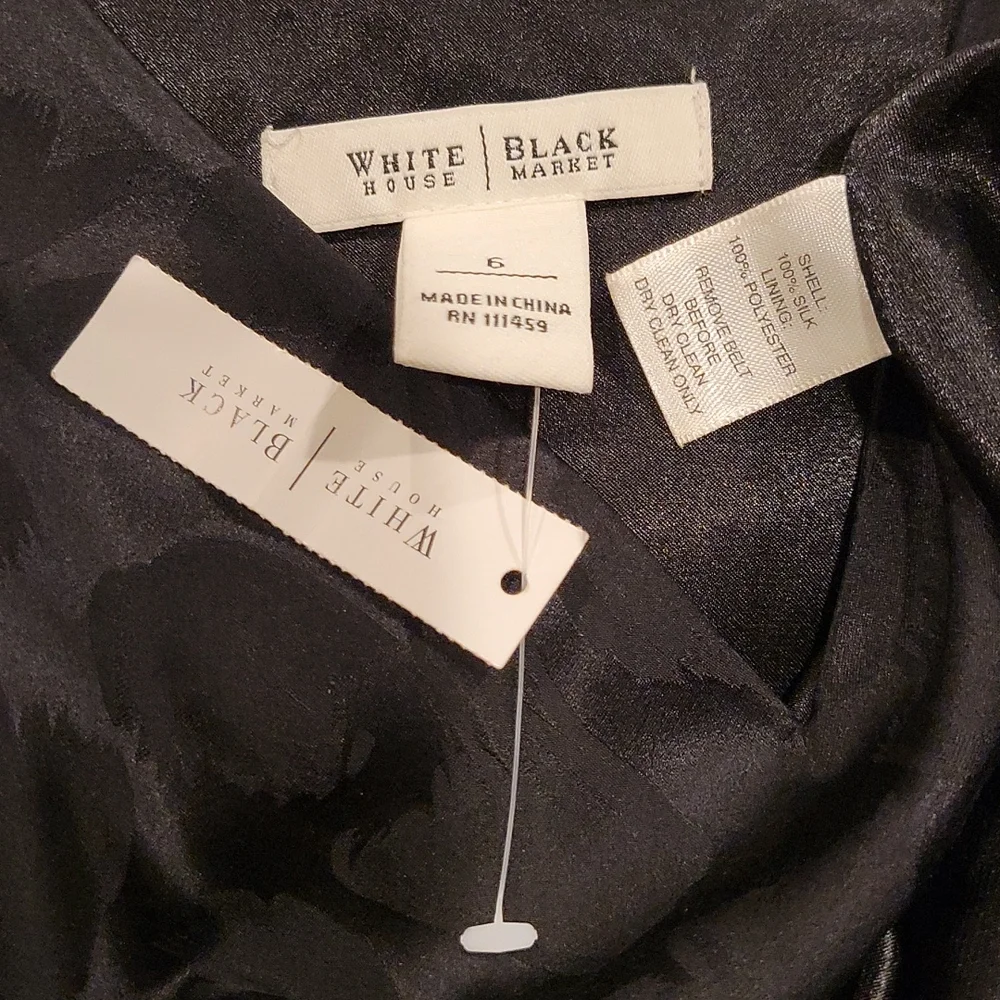 WHITE | BLACK
HOUSE | MARKET
6
MADE IN CHINA
RN 111459
SHELL:
100% SILK
LINING:
100% POLYESTER
REMOVE BELT
BEFORE
DRY CLEAN
DRY CLEAN ONLY
WHITE | BLACK
HOUSE | MARKET